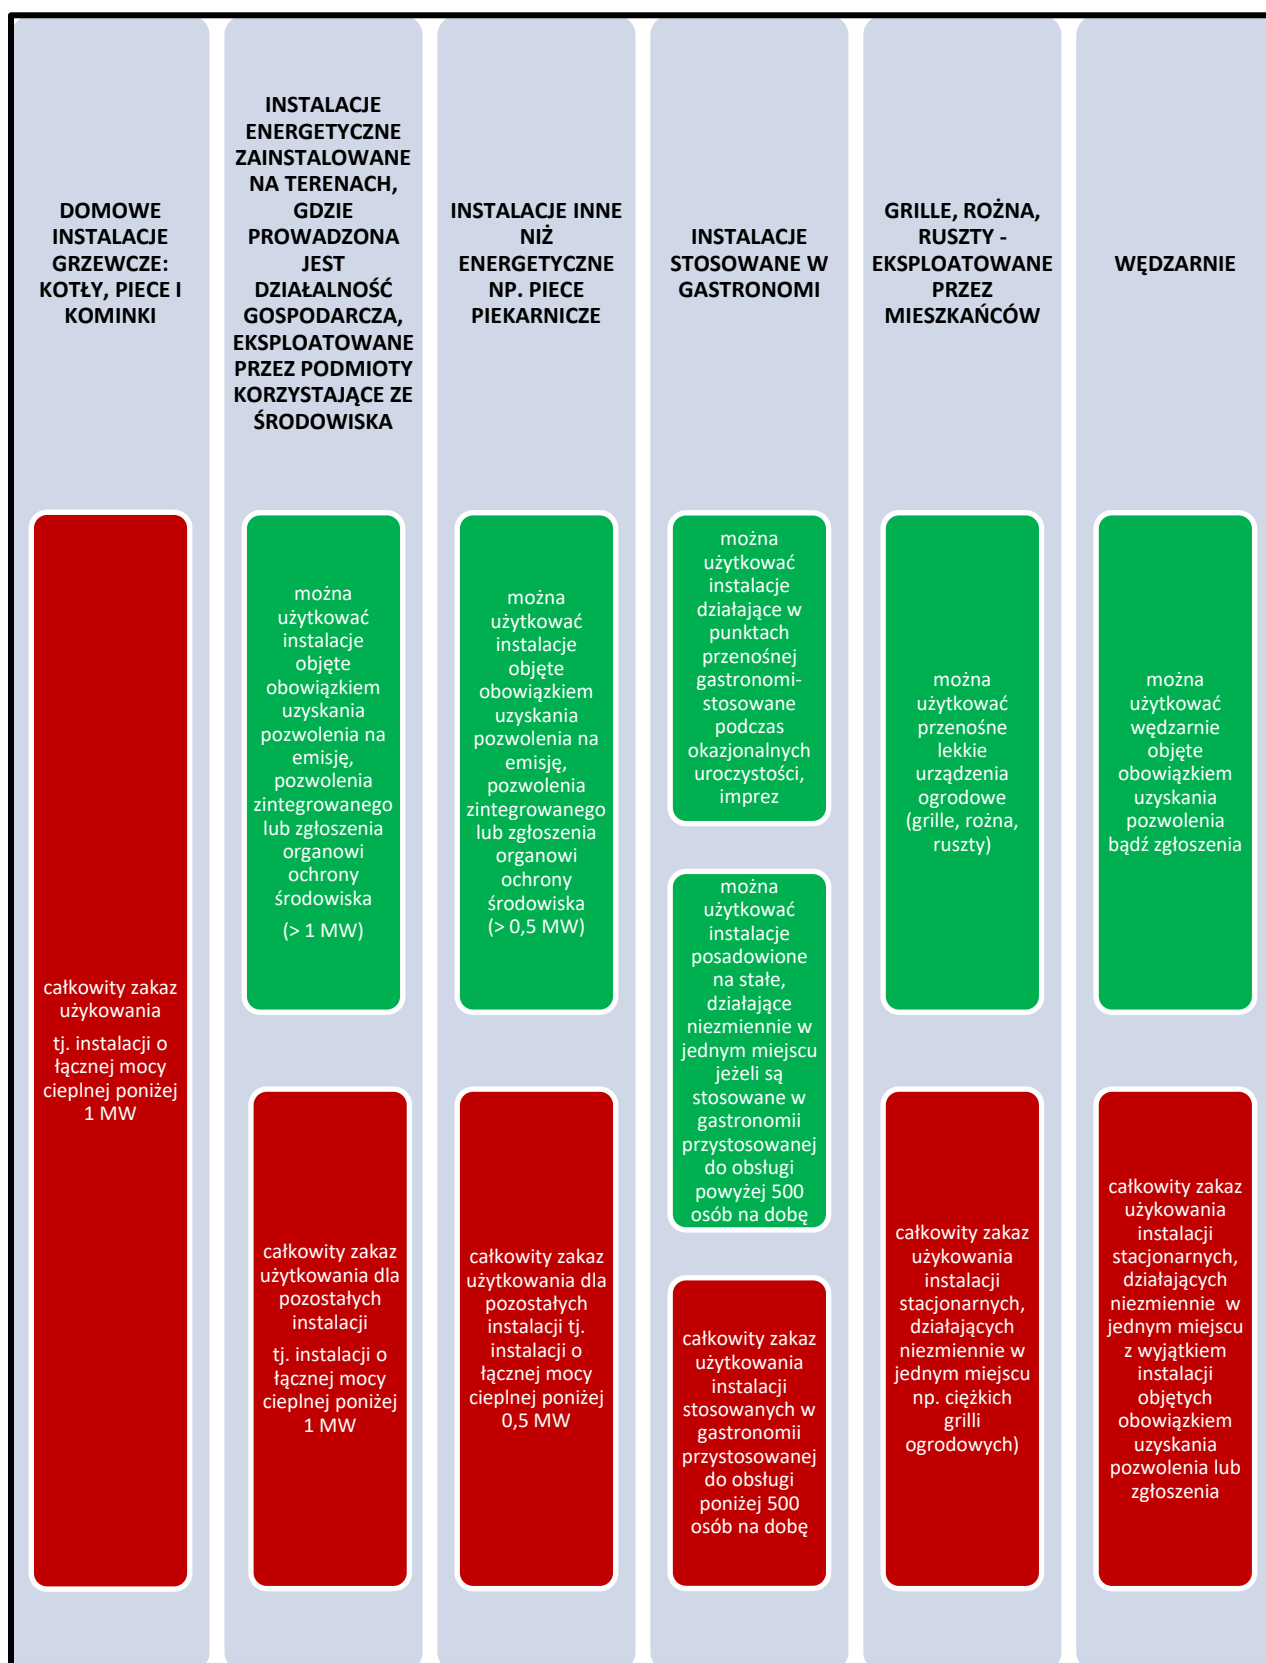 DOMOWE
INSTALACJE
GRZEWCZE:
KOTŁY, PIECE I
KOMINKI
całkowity zakaz
użykowania
tj. instalacji o
łącznej mocy
cieplnej poniżej
1 MW
INSTALACJE
ENERGETYCZNE
ZAINSTALOWANE
NA TERENACH,
GDZIE
PROWADZONA
JEST
DZIAŁALNOŚĆ
GOSPODARCZA,
EKSPLOATOWANE
PRZEZ PODMIOTY
KORZYSTAJĄCE ZE
ŚRODOWISKA
można
użytkować
instalacje
objęte
obowiązkiem
uzyskania
pozwolenia na
emisję,
pozwolenia
zintegrowanego
lub zgłoszenia
organowi
ochrony
środowiska
(> 1 MW)
całkowity zakaz
użytkowania dla
pozostałych
instalacji
tj. instalacji o
łącznej mocy
cieplnej poniżej
1 MW
INSTALACJE INNE
NIŻ
ENERGETYCZNE
NP. PIECE
PIEKARNICZE
można
użytkować
instalacje
objęte
obowiązkiem
uzyskania
pozwolenia na
emisję,
pozwolenia
zintegrowanego
lub zgłoszenia
organowi
ochrony
środowiska
(> 0,5 MW)
całkowity zakaz
użytkowania dla
pozostałych
instalacji tj.
instalacji o
łącznej mocy
cieplnej poniżej
0,5 MW
INSTALACJE
STOSOWANE W
GASTRONOMI
można
użytkować
instalacje
działające w
punktach
przenośnej
gastronomi-
stosowane
podczas
okazjonalnych
uroczystości,
imprez
można
użytkować
instalacje
posadowione
na stałe,
działające
niezmiennie w
jednym miejscu
jeżeli są
stosowane w
gastronomii
przystosowanej
do obsługi
powyżej 500
osób na dobę
całkowity zakaz
użytkowania
instalacji
stosowanych w
gastronomii
przystosowanej
do obsługi
poniżej 500
osób na dobę
GRILLE, ROŻNA,
RUSZTY -
EKSPLOATOWANE
PRZEZ
MIESZKAŃCÓW
można
użytkować
przenośne
lekkie
urządzenia
ogrodowe
(grille, rożna,
ruszty)
całkowity zakaz
użykowania
instalacji
stacjonarnych,
działających
niezmiennie w
jednym miejscu
np. ciężkich
grilli
ogrodowych)
WĘDZARNIE
można
użytkować
wędzarnie
objęte
obowiązkiem
uzyskania
pozwolenia
bądź zgłoszenia
całkowity zakaz
użykowania
instalacji
stacjonarnych,
działających
niezmiennie w
jednym miejscu
z wyjątkiem
instalacji
objętych
obowiązkiem
uzyskania
pozwolenia lub
zgłoszenia